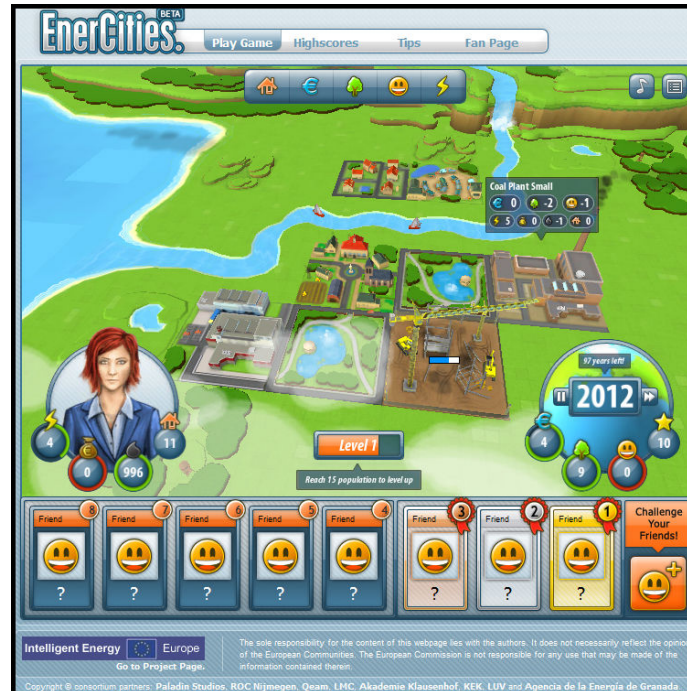 EnerCities.
BETA
Play Game
Highscores
Tips
Fan Page
Coal Plant Small
0 -2 -1
5 0 -1 0
97 years left!
2012
4
11
0
996
4
10
9
0
Level 1
Reach 15 population to level up
Friend 8
Friend 7
Friend 6
Friend 5
Friend 4
Friend 3
Friend 2
Friend 1
? ? ? ? ? ? ? ?
Challenge
Your
Friends!
Intelligent Energy Europe
Go to Project Page.
The sole responsibility for the content of this webpage lies with the authors. It does not necessarily reflect the opinio
of the European Communities. The European Commission is not responsible for any use that may be made of the
information contained therein.
Copyright © consortium partners: Paladin Studios, ROC Nijmegen, Qeam, LMC, Akademie Klausenhof, KEK, LUV and Agencia de la Energía de Granada